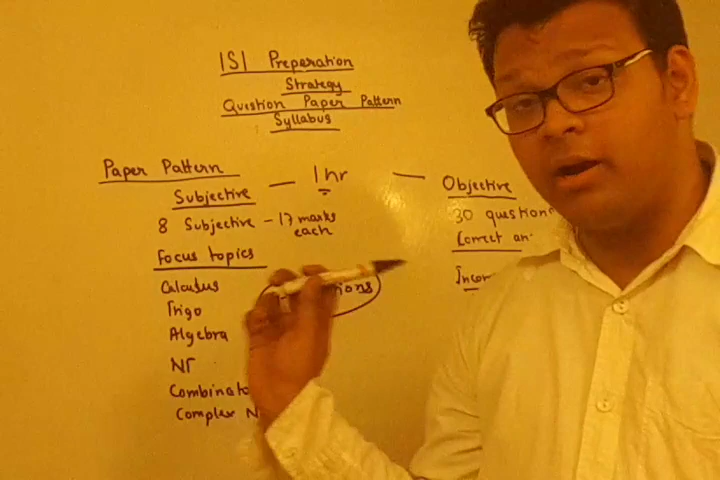 ISI Preparation
Strategy
Question Paper Pattern
Syllabus
Paper Pattern
Subjective — 1 hr — Objective
8 Subjective - 17 marks each
30 question
Focus topics
Correct an
Calculus
ions
Incor
Trigo
Algebra
NT
Combinato
Complex N